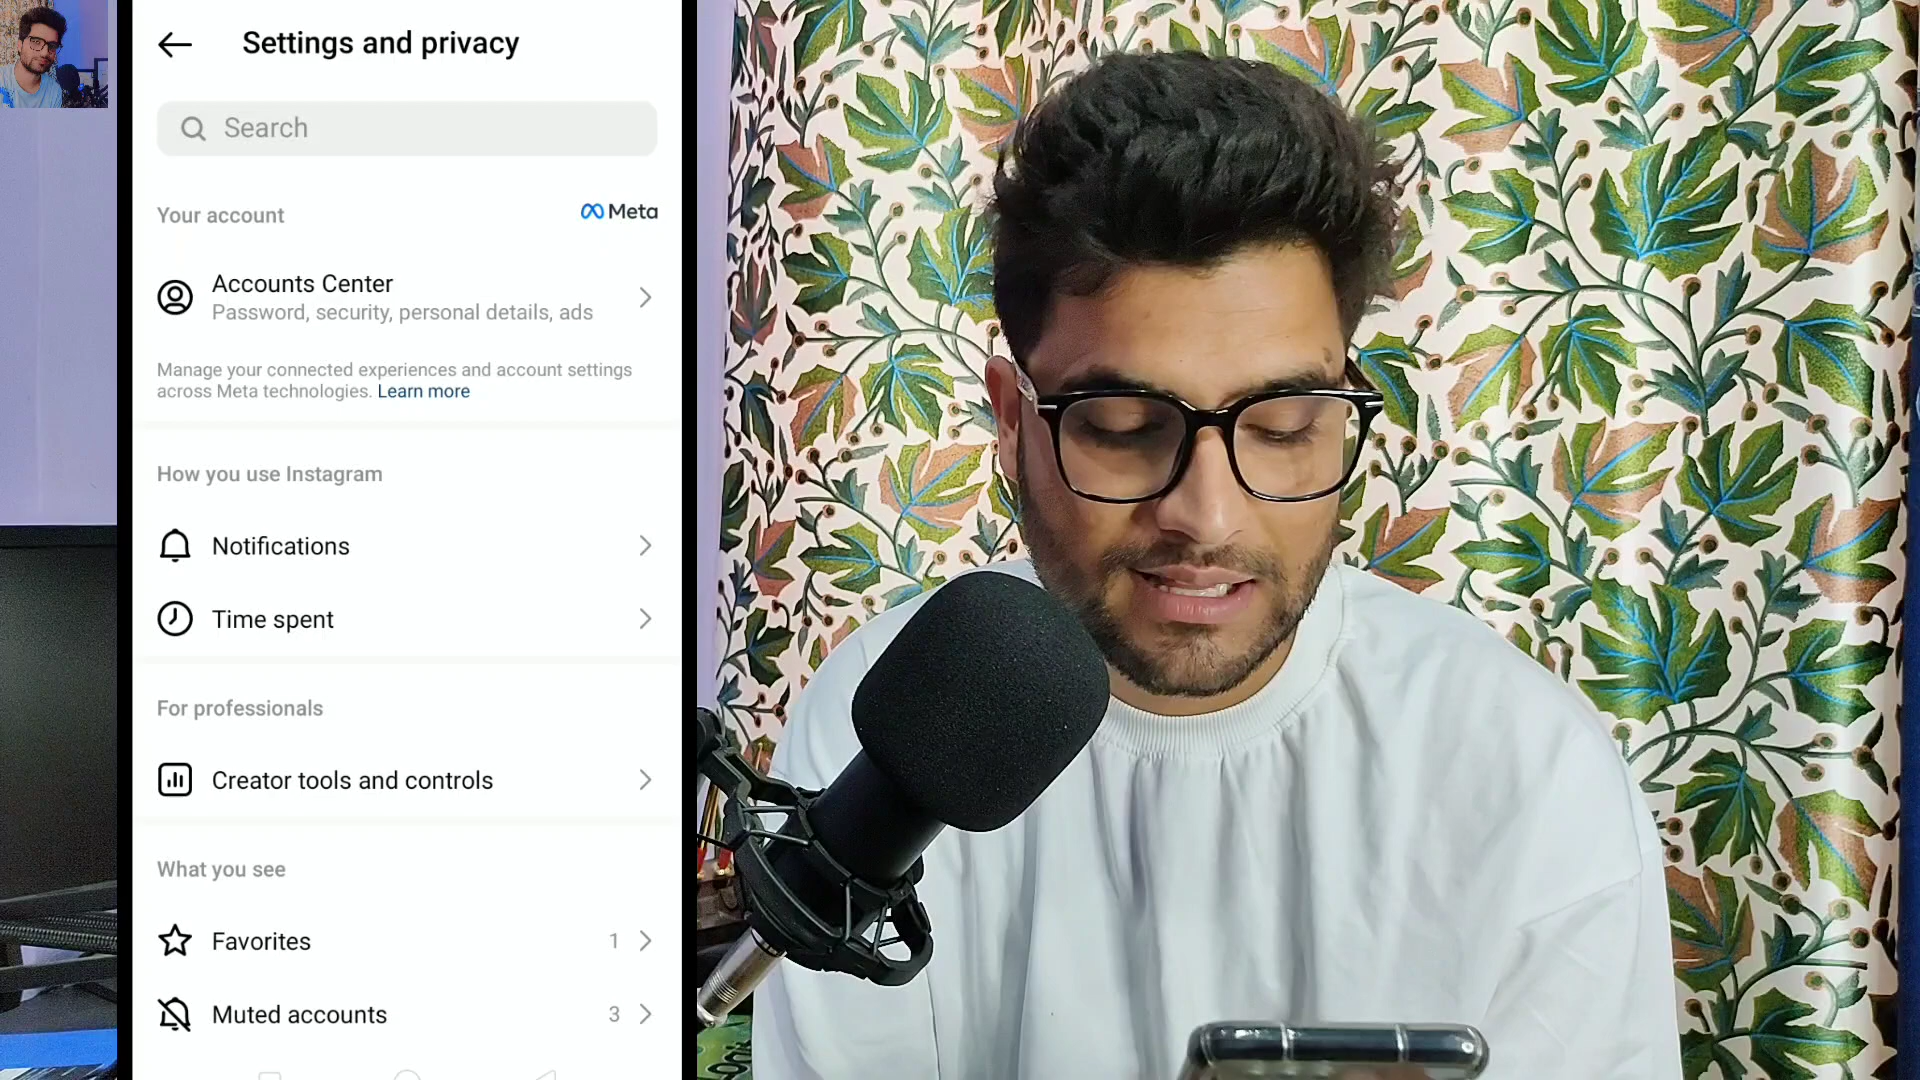 Settings and privacy
Search
Your account
Meta
Accounts Center
Password, security, personal details, ads
Manage your connected experiences and account settings
across Meta technologies. Learn more
How you use Instagram
Notifications
Time spent
For professionals
Creator tools and controls
What you see
Favorites 1
Muted accounts 3